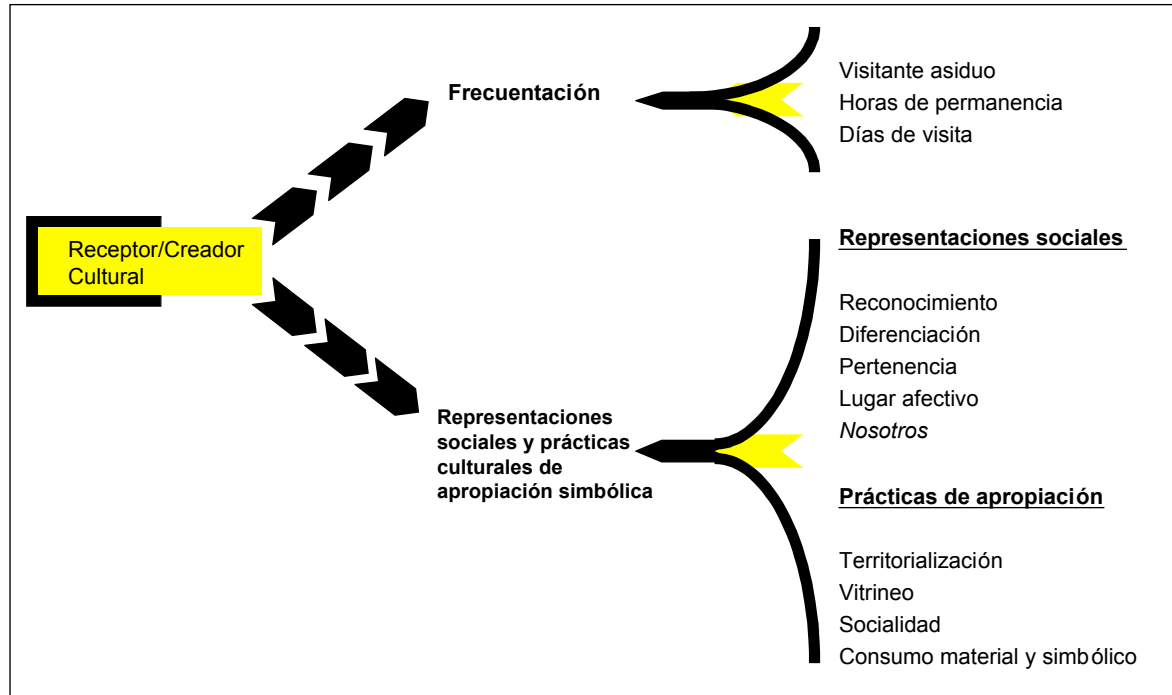 Receptor/Creador
Cultural
Frecuentación
Visitante asiduo
Horas de permanencia
Días de visita
Representaciones
sociales y prácticas
culturales de
apropiación simbólica
Representaciones sociales
Reconocimiento
Diferenciación
Pertenencia
Lugar afectivo
Nosotros
Prácticas de apropiación
Territorialización
Vitrineo
Socialidad
Consumo material y simbólico